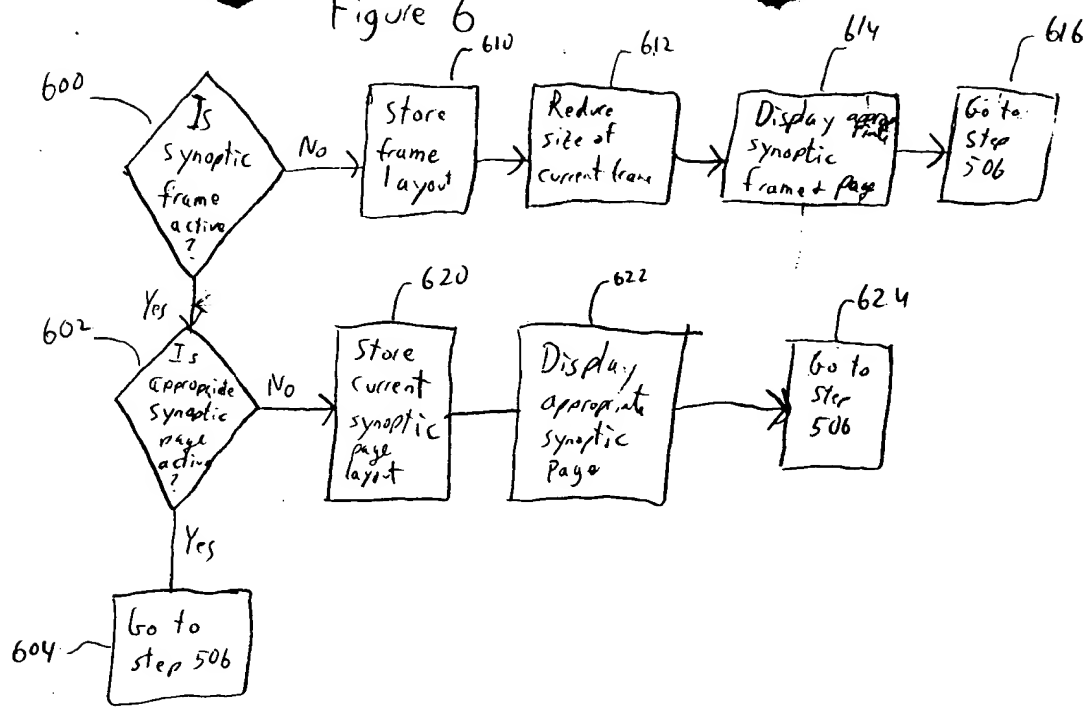 Figure 6
600
Is
synoptic
frame
active
?
No
610
Store
frame
layout
612
Reduce
size of
current frame
614
Display appropriate
synoptic
frame & page
616
Go to
step
506
Yes
602
Is
appropriate
synoptic
page
active
?
No
620
Store
current
synoptic
page
layout
622
Display
appropriate
synoptic
Page
624
Go to
step
506
Yes
604
Go to
step 506